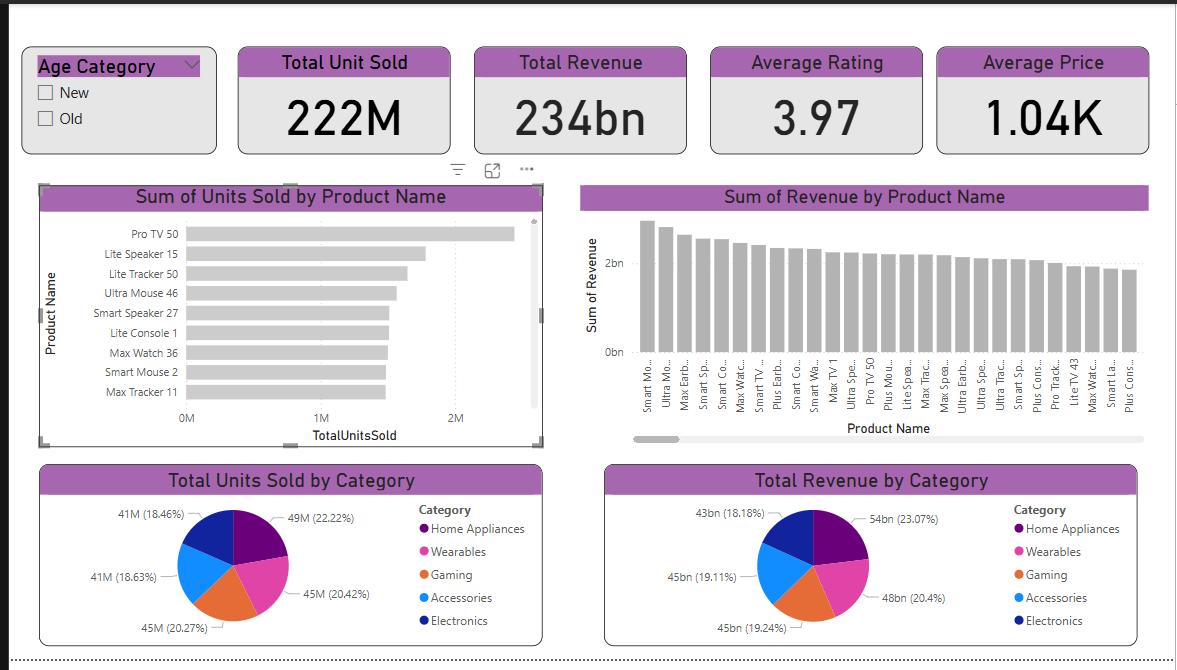 Age Category
New
Old
Total Unit Sold
222M
Total Revenue
234bn
Average Rating
3.97
Average Price
1.04K
Sum of Units Sold by Product Name
Product Name
Pro TV 50
Lite Speaker 15
Lite Tracker 50
Ultra Mouse 46
Smart Speaker 27
Lite Console 1
Max Watch 36
Smart Mouse 2
Max Tracker 11
0M 1M 2M
TotalUnitsSold
Sum of Revenue by Product Name
Sum of Revenue
2bn
0bn
Smart Mo...
Ultra Mo...
Max Earb...
Smart Sp...
Smart Co...
Max Watc...
Smart TV ...
Plus Earb...
Smart Co...
Smart Wa...
Max TV 1
Ultra Spe...
Pro TV 50
Plus Mou...
Lite Spea...
Max Trac...
Max Spea...
Ultra Earb...
Ultra Spe...
Ultra Trac...
Smart Sp...
Plus Cons...
Pro Track...
Lite TV 43
Max Watc...
Smart La...
Plus Cons...
Product Name
Total Units Sold by Category
41M (18.46%)
49M (22.22%)
41M (18.63%)
45M (20.42%)
45M (20.27%)
Category
Home Appliances
Wearables
Gaming
Accessories
Electronics
Total Revenue by Category
43bn (18.18%)
54bn (23.07%)
45bn (19.11%)
48bn (20.4%)
45bn (19.24%)
Category
Home Appliances
Wearables
Gaming
Accessories
Electronics